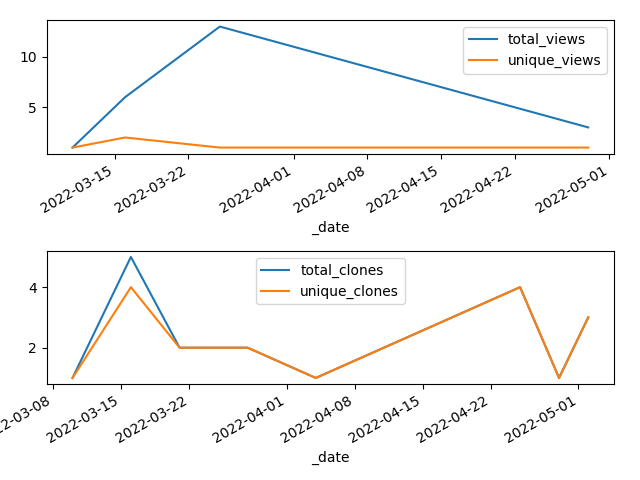 total_views
unique_views
10
5
2022-03-15 2022-03-22 2022-04-01 2022-04-08 2022-04-15 2022-04-22 2022-05-01
_date
total_clones
unique_clones
4
2
22-03-08 2022-03-15 2022-03-22 2022-04-01 2022-04-08 2022-04-15 2022-04-22 2022-05-01
_date